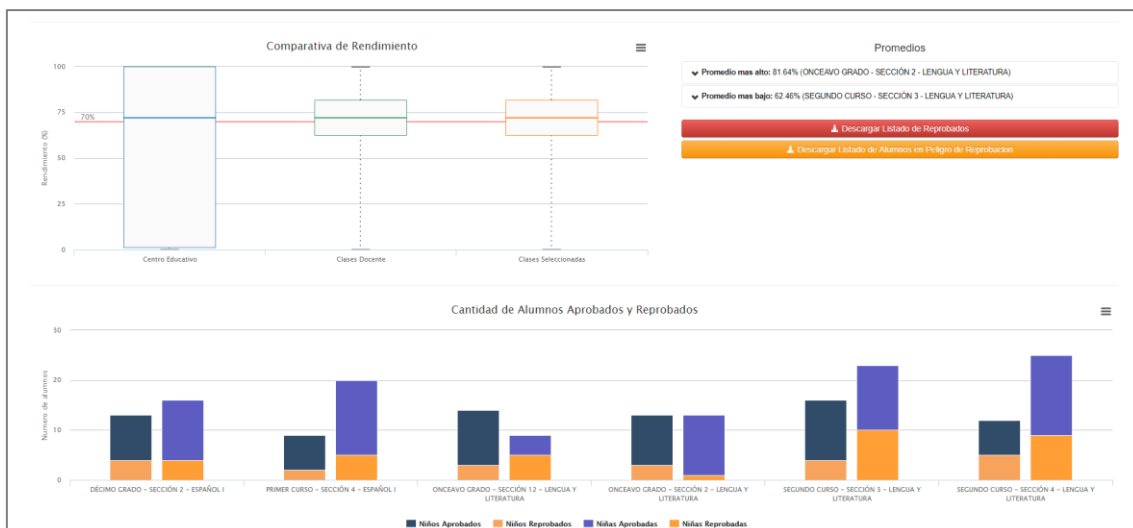 Comparativa de Rendimiento
100
75
70%
50
25
0
Rendimiento (%)
Centro Educativo
Clases Docente
Clases Seleccionadas
Promedios
Promedio mas alto: 81.64% (ONCEAVO GRADO - SECCIÓN 2 - LENGUA Y LITERATURA)
Promedio mas bajo: 62.46% (SEGUNDO CURSO - SECCIÓN 3 - LENGUA Y LITERATURA)
Descargar Listado de Reprobados
Descargar Listado de Alumnos en Peligro de Reprobacion
Cantidad de Alumnos Aprobados y Reprobados
30
20
10
0
Numero de alumnos
DÉCIMO GRADO - SECCIÓN 2 - ESPAÑOL I
PRIMER CURSO - SECCIÓN 4 - ESPAÑOL I
ONCEAVO GRADO - SECCIÓN 12 - LENGUA Y
LITERATURA
ONCEAVO GRADO - SECCIÓN 2 - LENGUA Y
LITERATURA
SEGUNDO CURSO - SECCIÓN 3 - LENGUA Y
LITERATURA
SEGUNDO CURSO - SECCIÓN 4 - LENGUA Y
LITERATURA
Niños Aprobados
Niños Reprobados
Niñas Aprobadas
Niñas Reprobadas